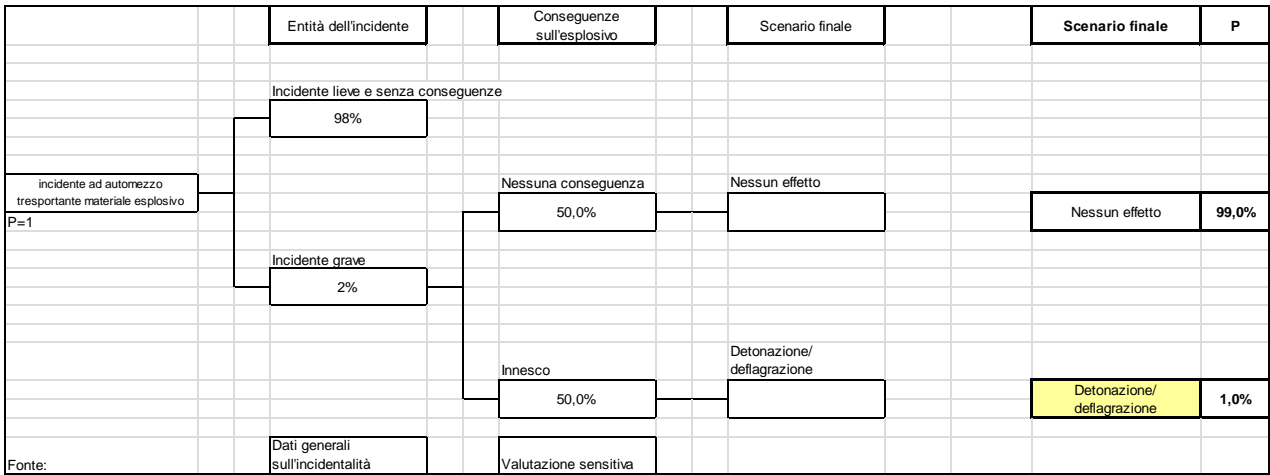 Entità dell'incidente
Conseguenze
sull'esplosivo
Scenario finale
Scenario finale
P
Incidente lieve e senza conseguenze
98%
incidente ad automezzo
tresportante materiale esplosivo
P=1
Nessuna conseguenza
50,0%
Nessun effetto
Nessun effetto
99,0%
Incidente grave
2%
Innesco
50,0%
Detonazione/
deflagrazione
Detonazione/
deflagrazione
1,0%
Fonte:
Dati generali
sull'incidentalità
Valutazione sensitiva